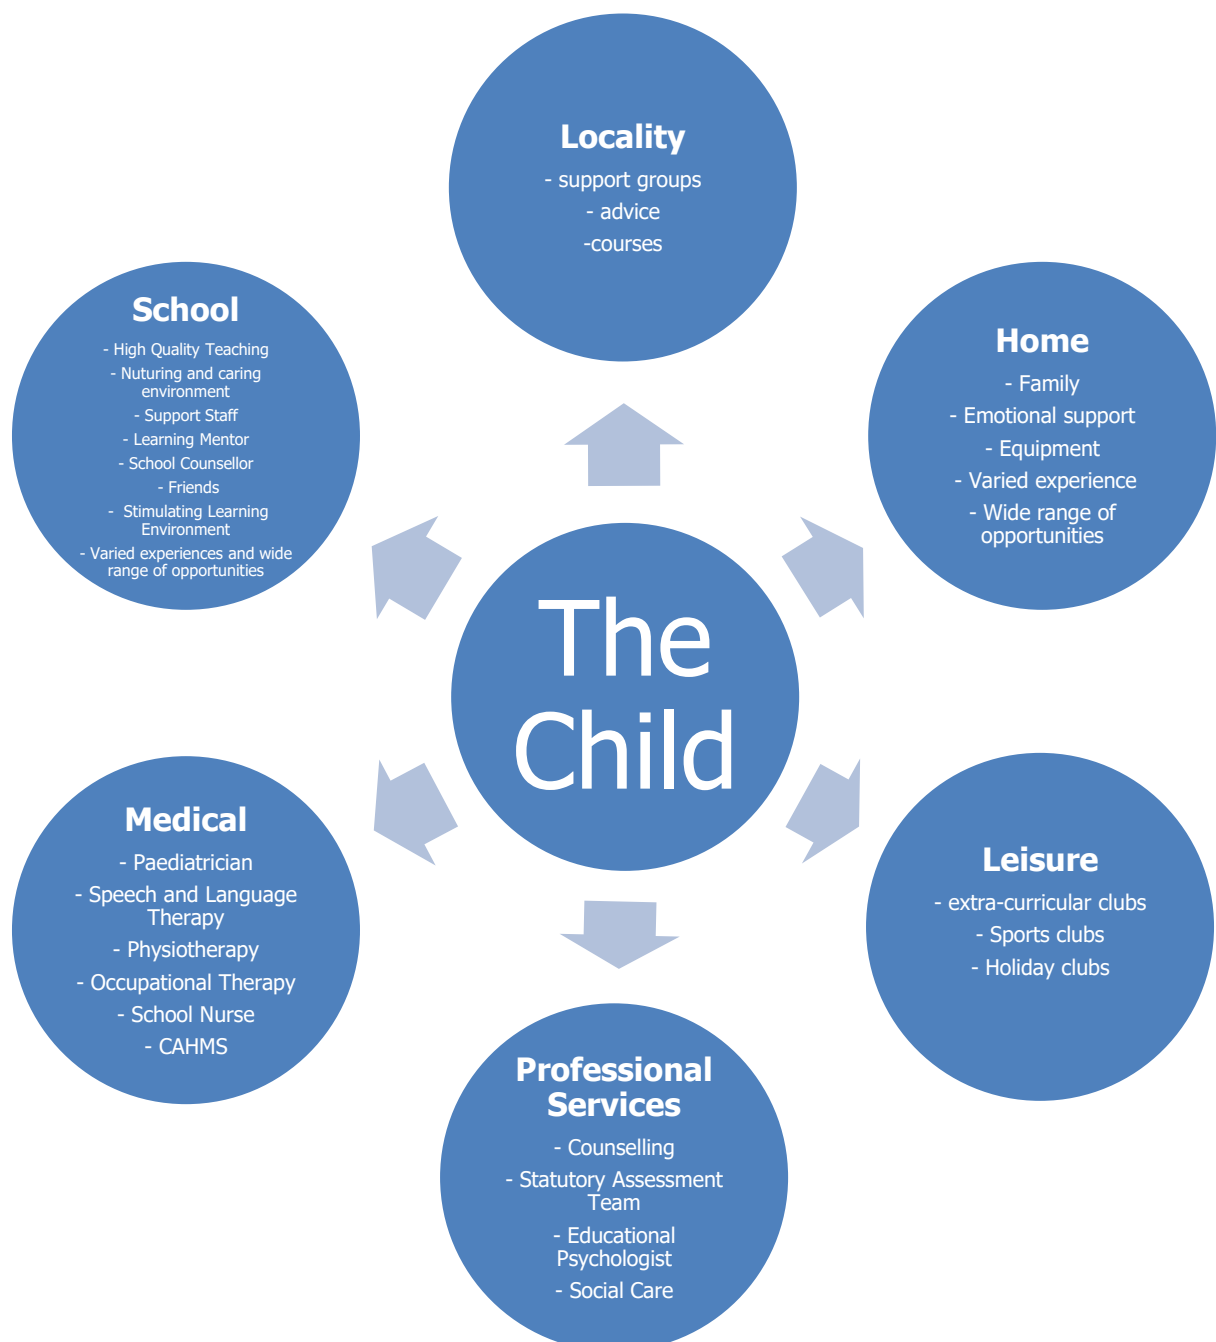 Locality
- support groups
- advice
-courses
School
- High Quality Teaching
- Nuturing and caring
environment
- Support Staff
- Learning Mentor
- School Counsellor
- Friends
- Stimulating Learning
Environment
- Varied experiences and wide
range of opportunities
Home
- Family
- Emotional support
- Equipment
- Varied experience
- Wide range of
opportunities
The
Child
Medical
- Paediatrician
- Speech and Language
Therapy
- Physiotherapy
- Occupational Therapy
- School Nurse
- CAHMS
Leisure
- extra-curricular clubs
- Sports clubs
- Holiday clubs
Professional
Services
- Counselling
- Statutory Assessment
Team
- Educational
Psychologist
- Social Care